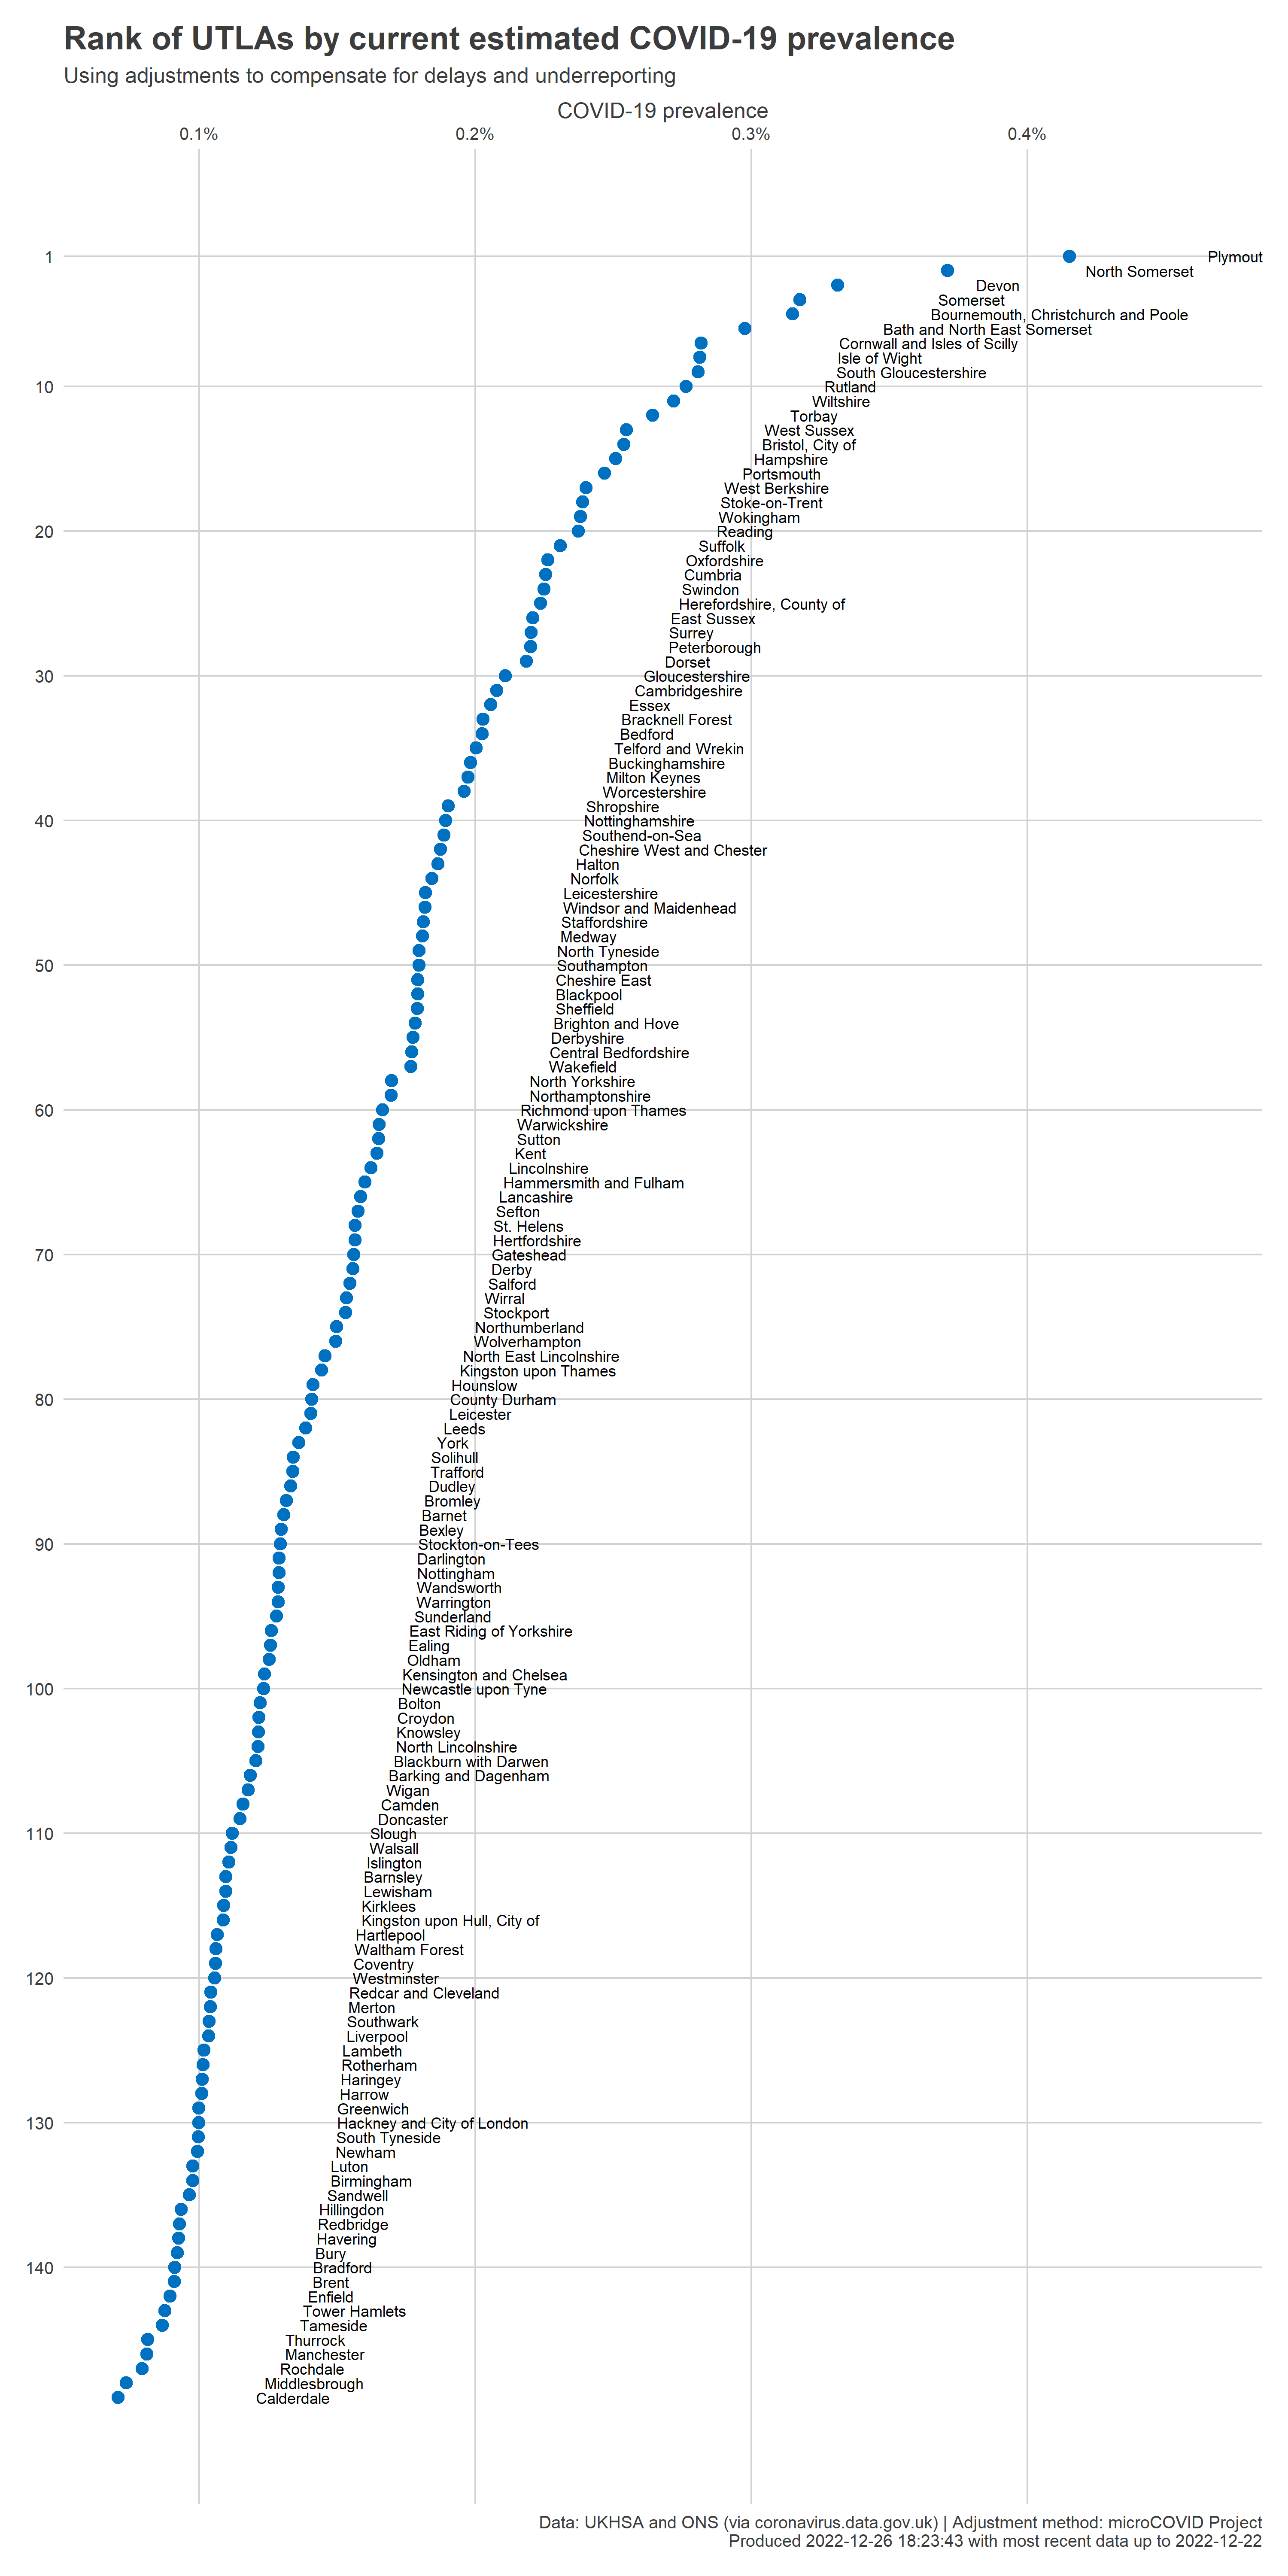 Rank of UTLAs by current estimated COVID-19 prevalence
Using adjustments to compensate for delays and underreporting
COVID-19 prevalence
0.1% 0.2% 0.3% 0.4%
1 Plymout
North Somerset
Devon
Somerset
Bournemouth, Christchurch and Poole
Bath and North East Somerset
Cornwall and Isles of Scilly
Isle of Wight
South Gloucestershire
10 Rutland
Wiltshire
Torbay
West Sussex
Bristol, City of
Hampshire
Portsmouth
West Berkshire
Stoke-on-Trent
Wokingham
20 Reading
Suffolk
Oxfordshire
Cumbria
Swindon
Herefordshire, County of
East Sussex
Surrey
Peterborough
Dorset
30 Gloucestershire
Cambridgeshire
Essex
Bracknell Forest
Bedford
Telford and Wrekin
Buckinghamshire
Milton Keynes
Worcestershire
Shropshire
40 Nottinghamshire
Southend-on-Sea
Cheshire West and Chester
Halton
Norfolk
Leicestershire
Windsor and Maidenhead
Staffordshire
Medway
North Tyneside
50 Southampton
Cheshire East
Blackpool
Sheffield
Brighton and Hove
Derbyshire
Central Bedfordshire
Wakefield
North Yorkshire
Northamptonshire
60 Richmond upon Thames
Warwickshire
Sutton
Kent
Lincolnshire
Hammersmith and Fulham
Lancashire
Sefton
St. Helens
Hertfordshire
70 Gateshead
Derby
Salford
Wirral
Stockport
Northumberland
Wolverhampton
North East Lincolnshire
Kingston upon Thames
Hounslow
80 County Durham
Leicester
Leeds
York
Solihull
Trafford
Dudley
Bromley
Barnet
Bexley
90 Stockton-on-Tees
Darlington
Nottingham
Wandsworth
Warrington
Sunderland
East Riding of Yorkshire
Ealing
Oldham
Kensington and Chelsea
100 Newcastle upon Tyne
Bolton
Croydon
Knowsley
North Lincolnshire
Blackburn with Darwen
Barking and Dagenham
Wigan
Camden
Doncaster
110 Slough
Walsall
Islington
Barnsley
Lewisham
Kirklees
Kingston upon Hull, City of
Hartlepool
Waltham Forest
Coventry
120 Westminster
Redcar and Cleveland
Merton
Southwark
Liverpool
Lambeth
Rotherham
Haringey
Harrow
Greenwich
130 Hackney and City of London
South Tyneside
Newham
Luton
Birmingham
Sandwell
Hillingdon
Redbridge
Havering
Bury
140 Bradford
Brent
Enfield
Tower Hamlets
Tameside
Thurrock
Manchester
Rochdale
Middlesbrough
Calderdale
Data: UKHSA and ONS (via coronavirus.data.gov.uk) | Adjustment method: microCOVID Project
Produced 2022-12-26 18:23:43 with most recent data up to 2022-12-22